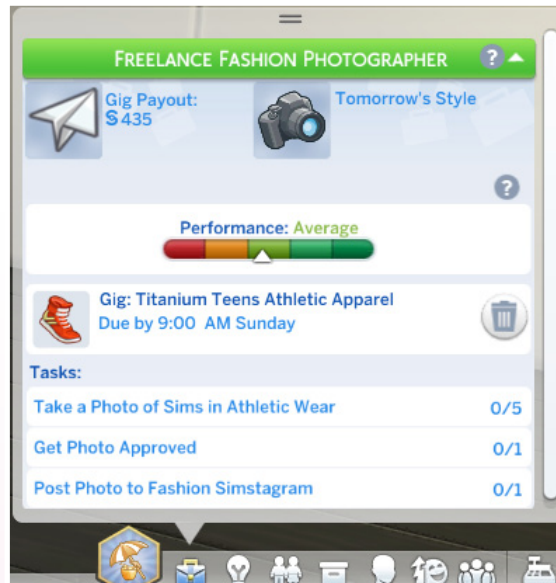 FREELANCE FASHION PHOTOGRAPHER ?
Gig Payout:
§435
Tomorrow's Style
?
Performance: Average
Gig: Titanium Teens Athletic Apparel
Due by 9:00 AM Sunday
Tasks:
Take a Photo of Sims in Athletic Wear 0/5
Get Photo Approved 0/1
Post Photo to Fashion Simstagram 0/1